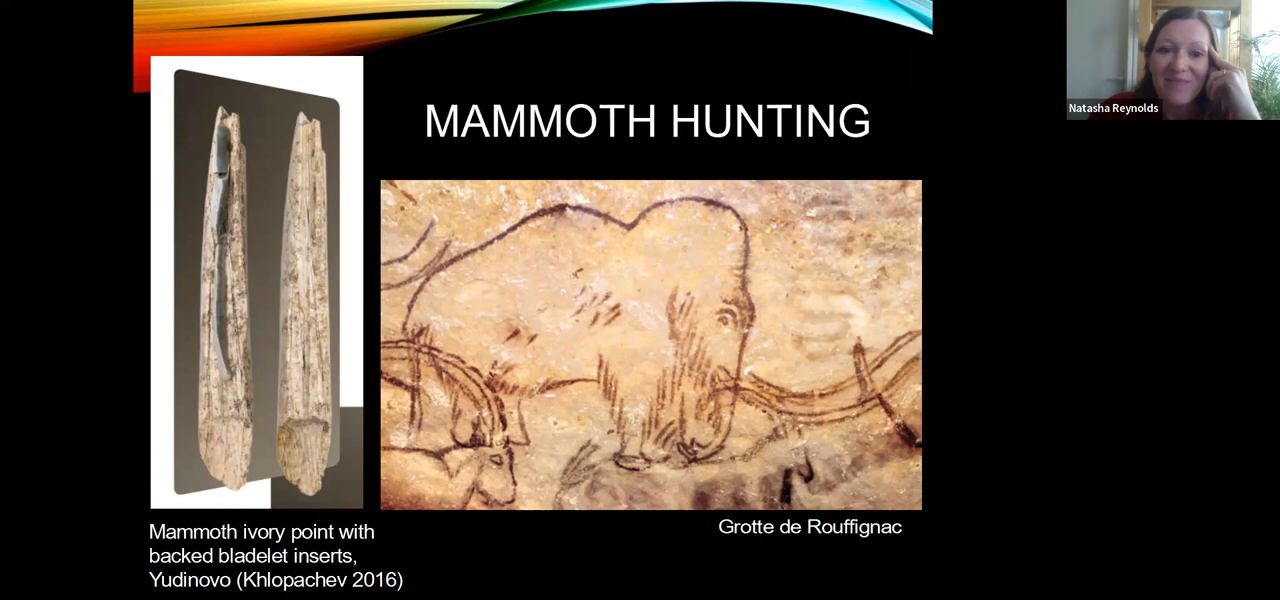 MAMMOTH HUNTING
Natasha Reynolds
Grotte de Rouffignac
Mammoth ivory point with
backed bladelet inserts,
Yudinovo (Khlopachev 2016)